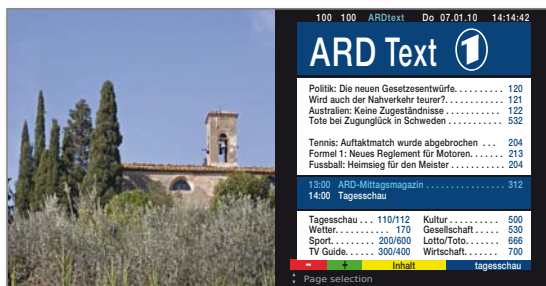 100 100 ARDtext Do 07.01.10 14:14:42
ARD Text 1
Politik: Die neuen Gesetzesentwürfe. . . . . . . . . . 120
Wird auch der Nahverkehr teurer?. . . . . . . . . . . . 121
Australien: Keine Zugeständnisse . . . . . . . . . . . . 122
Tote bei Zugunglück in Schweden . . . . . . . . . . . 532
Tennis: Auftaktmatch wurde abgebrochen . . . 204
Formel 1: Neues Reglement für Motoren. . . . . . . 213
Fussball: Heimsieg für den Meister . . . . . . . . . . . 204
13:00 ARD-Mittagsmagazin . . . . . . . . . . . . . . . . 312
14:00 Tagesschau
Tagesschau . . . 110/112 Kultur . . . . . . . . . . 500
Wetter. . . . . . . . . . . 170 Gesellschaft . . . . . 530
Sport. . . . . . . . . 200/600 Lotto/Toto. . . . . . . 666
TV Guide. . . . . . 300/400 Wirtschaft. . . . . . . 700
− + Inhalt tagesschau
Page selection